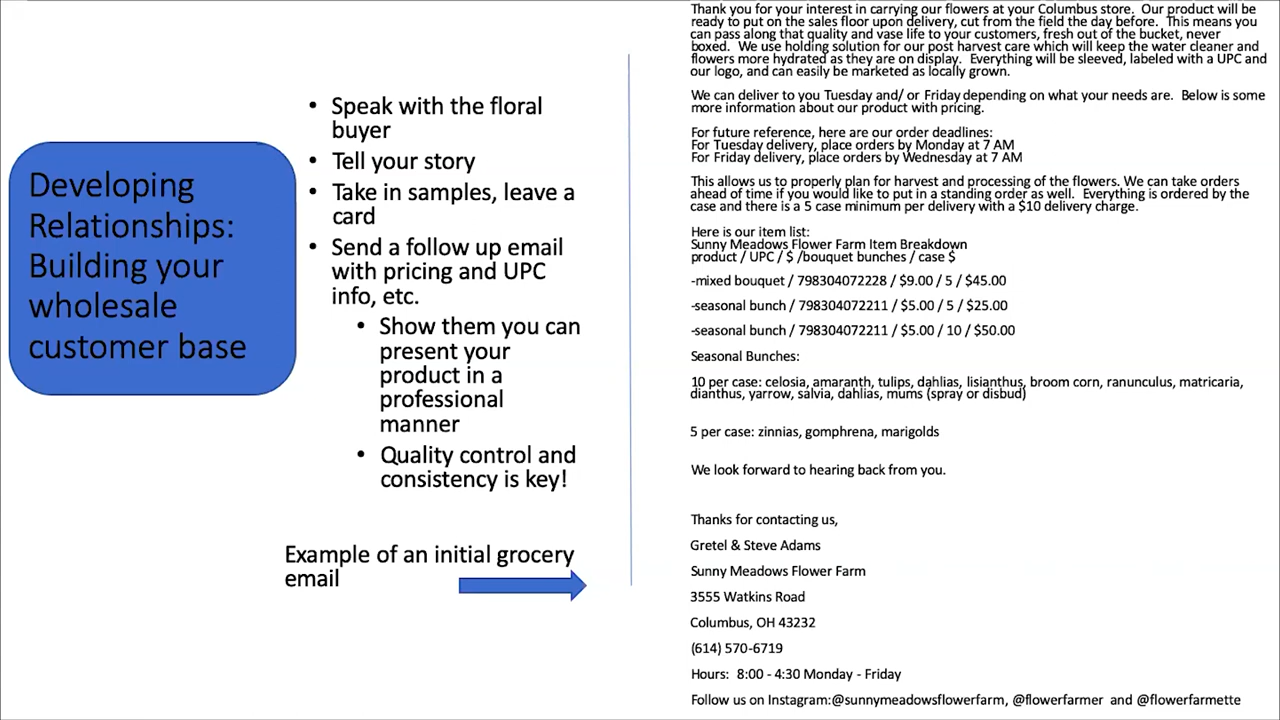 Developing
Relationships:
Building your
wholesale
customer base
• Speak with the floral
buyer
• Tell your story
• Take in samples, leave a
card
• Send a follow up email
with pricing and UPC
info, etc.
• Show them you can
present your
product in a
professional
manner
• Quality control and
consistency is key!
Example of an initial grocery
email
Thank you for your interest in carrying our flowers at your Columbus store.  Our product will be
ready to put on the sales floor upon delivery, cut from the field the day before.  This means you
can pass along that quality and vase life to your customers, fresh out of the bucket, never
boxed.  We use holding solution for our post harvest care which will keep the water cleaner and
flowers more hydrated as they are on display.  Everything will be sleeved, labeled with a UPC and
our logo, and can easily be marketed as locally grown.
We can deliver to you Tuesday and/ or Friday depending on what your needs are.  Below is some
more information about our product with pricing.
For future reference, here are our order deadlines:
For Tuesday delivery, place orders by Monday at 7 AM
For Friday delivery, place orders by Wednesday at 7 AM
This allows us to properly plan for harvest and processing of the flowers. We can take orders
ahead of time if you would like to put in a standing order as well.  Everything is ordered by the
case and there is a 5 case minimum per delivery with a $10 delivery charge.
Here is our item list:
Sunny Meadows Flower Farm Item Breakdown
product / UPC / $ /bouquet bunches / case $
-mixed bouquet / 798304072228 / $9.00 / 5 / $45.00
-seasonal bunch / 798304072211 / $5.00 / 5 / $25.00
-seasonal bunch / 798304072211 / $5.00 / 10 / $50.00
Seasonal Bunches:
10 per case: celosia, amaranth, tulips, dahlias, lisianthus, broom corn, ranunculus, matricaria,
dianthus, yarrow, salvia, dahlias, mums (spray or disbud)
5 per case: zinnias, gomphrena, marigolds
We look forward to hearing back from you.
Thanks for contacting us,
Gretel & Steve Adams
Sunny Meadows Flower Farm
3555 Watkins Road
Columbus, OH 43232
(614) 570-6719
Hours:  8:00 - 4:30 Monday - Friday
Follow us on Instagram:@sunnymeadowsflowerfarm, @flowerfarmer  and @flowerfarmette